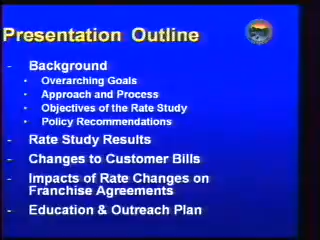 Presentation Outline
- Background
• Overarching Goals
• Approach and Process
• Objectives of the Rate Study
• Policy Recommendations
- Rate Study Results
- Changes to Customer Bills
- Impacts of Rate Changes on
Franchise Agreements
- Education & Outreach Plan